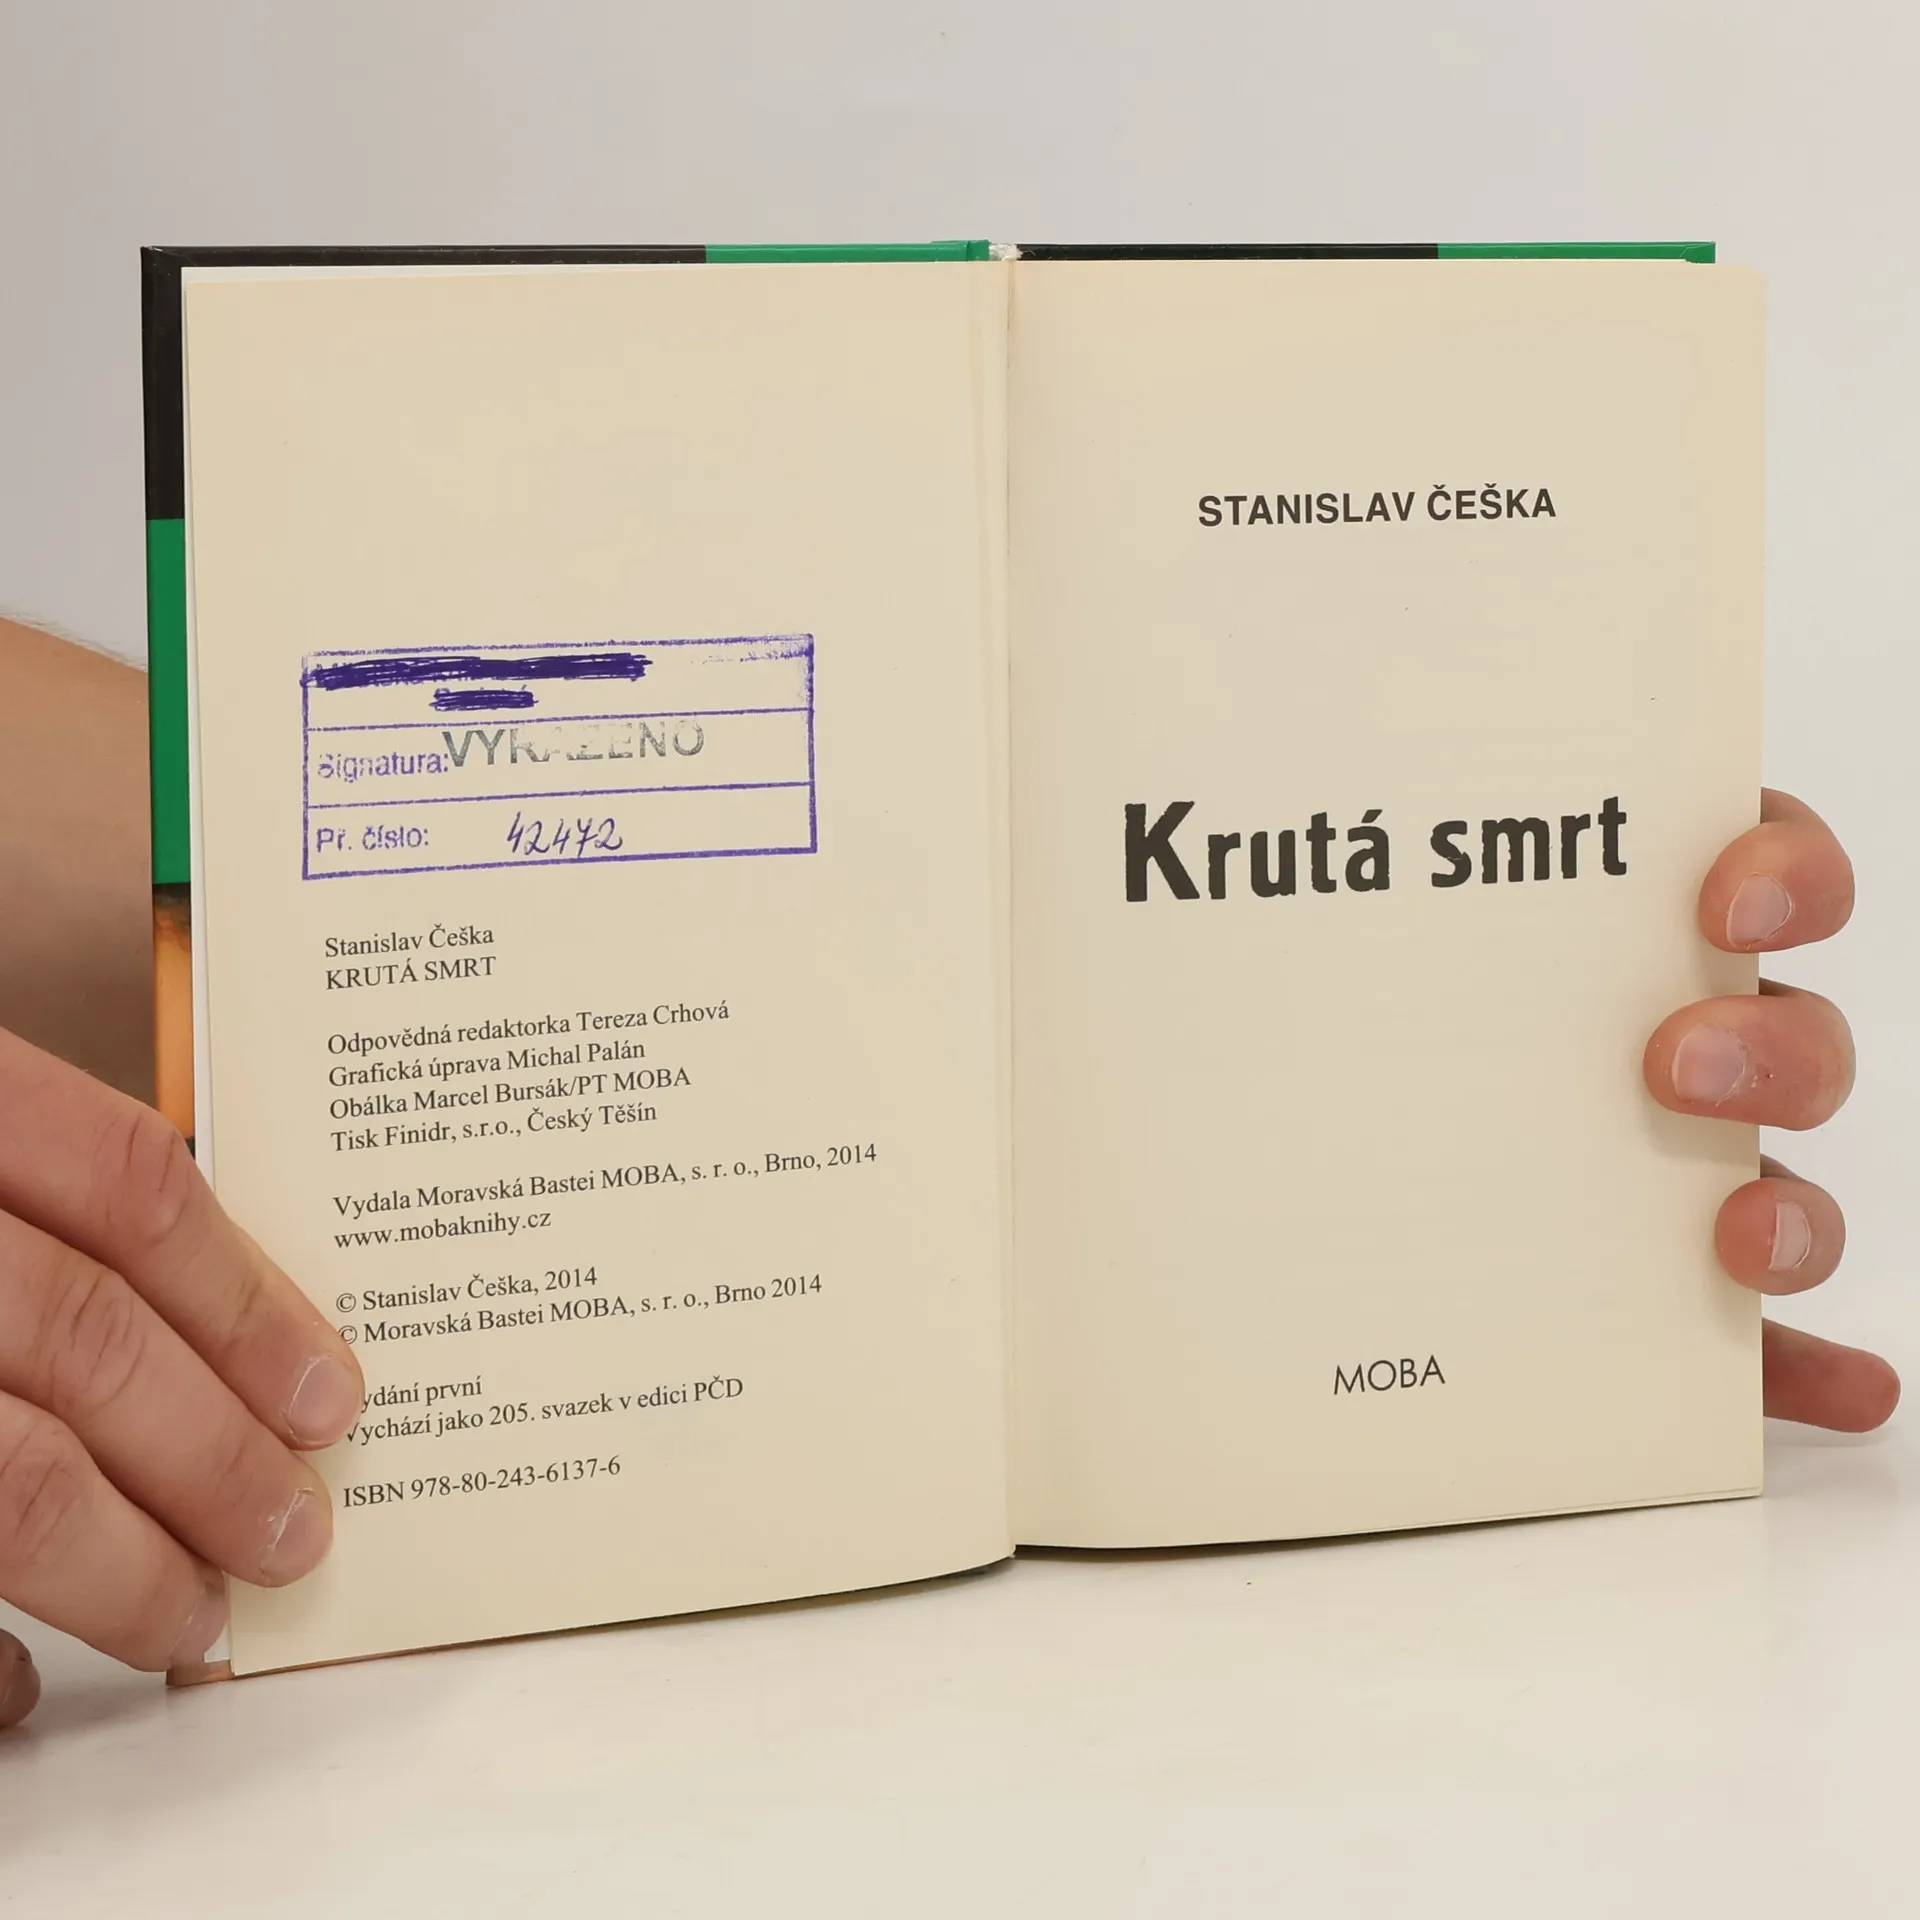 Signatura:
VYŘAZENO
Př. číslo: 42472
Stanislav Češka
KRUTÁ SMRT
Odpovědná redaktorka Tereza Crhová
Grafická úprava Michal Palán
Obálka Marcel Bursák/PT MOBA
Tisk Finidr, s.r.o., Český Těšín
Vydala Moravská Bastei MOBA, s. r. o., Brno, 2014
www.mobaknihy.cz
© Stanislav Češka, 2014
© Moravská Bastei MOBA, s. r. o., Brno 2014
ydání první
Vychází jako 205. svazek v edici PČD
ISBN 978-80-243-6137-6
STANISLAV ČEŠKA
Krutá smrt
MOBA